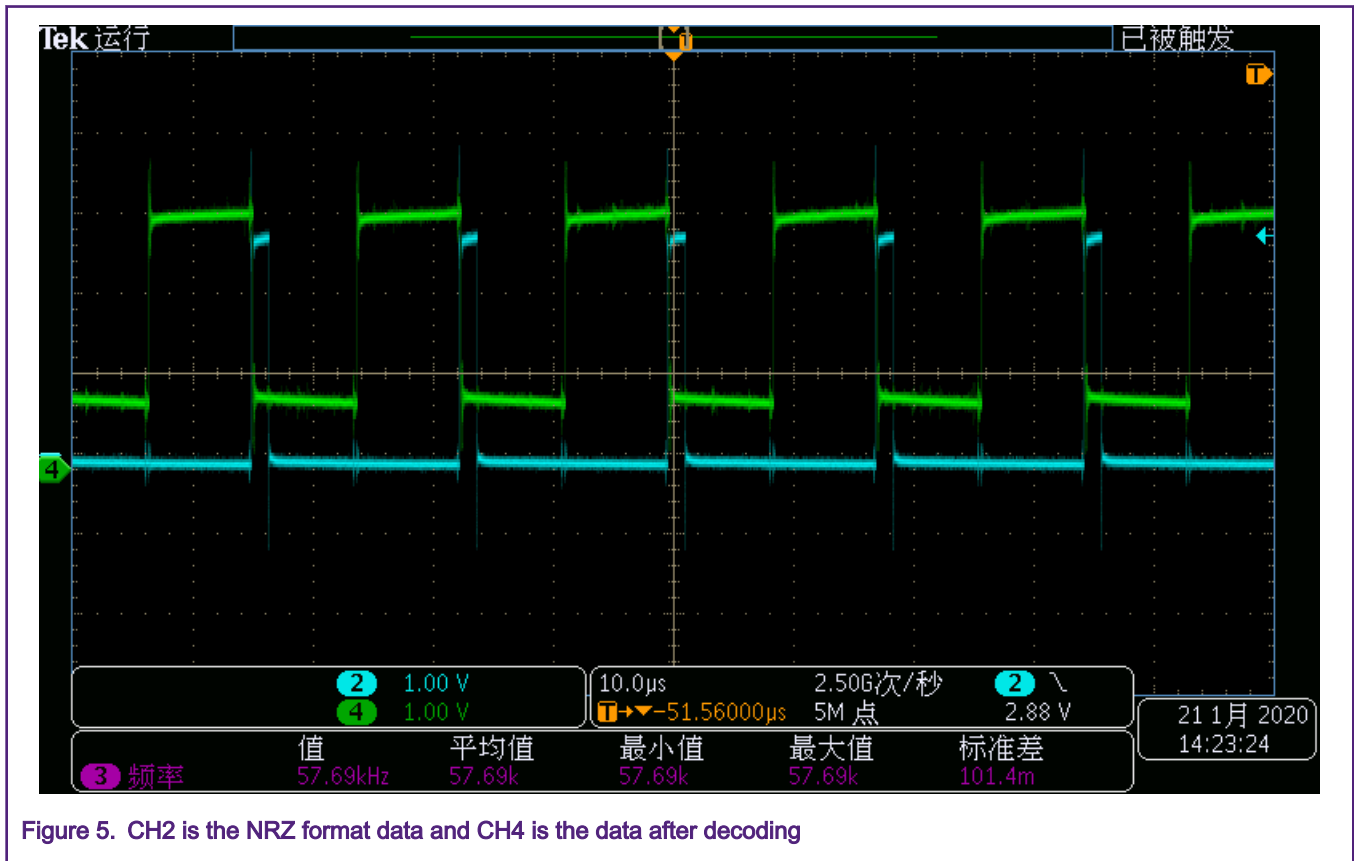 Tek 运行 已被触发
T
T
4
2 1.00 V
4 1.00 V
10.0μs 2.50G次/秒 2
T→▼−51.56000μs 5M 点 2.88 V
21 1月 2020
14:23:24
值 平均值 最小值 最大值 标准差
3 频率 57.69kHz 57.69k 57.69k 57.69k 101.4m
Figure 5. CH2 is the NRZ format data and CH4 is the data after decoding